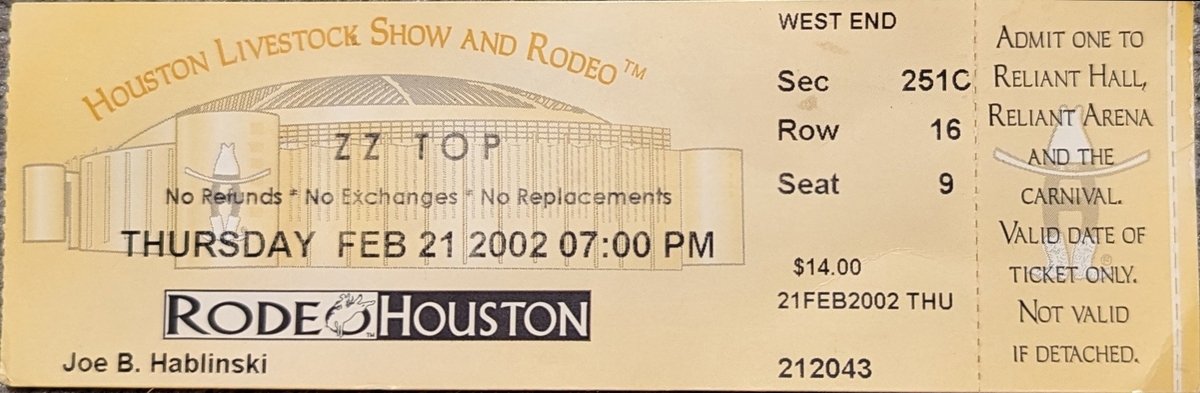 HOUSTON LIVESTOCK SHOW AND RODEO™
ZZ TOP
No Refunds * No Exchanges * No Replacements
THURSDAY FEB 21 2002 07:00 PM
RODEO HOUSTON™
Joe B. Hablinski
WEST END
Sec 251C
Row 16
Seat 9
$14.00
21FEB2002 THU
212043
ADMIT ONE TO
RELIANT HALL,
RELIANT ARENA
AND THE
CARNIVAL.
VALID DATE OF
TICKET ONLY.
NOT VALID
IF DETACHED.